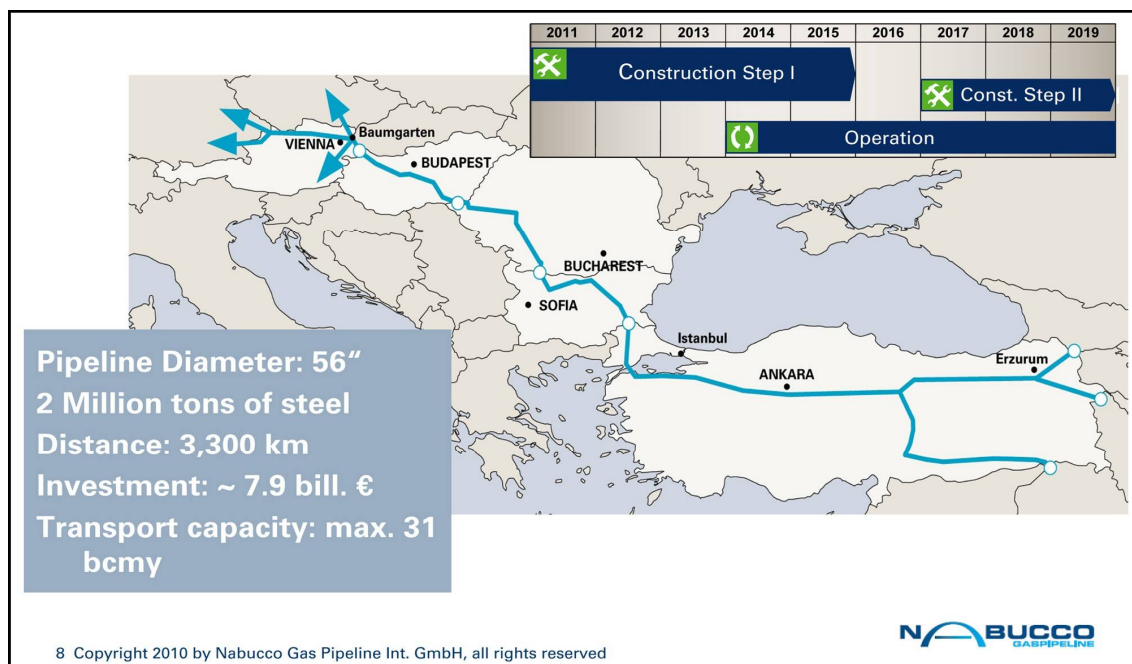 2011 2012 2013 2014 2015 2016 2017 2018 2019
Construction Step I
Const. Step II
Operation
Baumgarten
VIENNA
BUDAPEST
BUCHAREST
SOFIA
Istanbul
ANKARA
Erzurum
Pipeline Diameter: 56“
2 Million tons of steel
Distance: 3,300 km
Investment: ~ 7.9 bill. €
Transport capacity: max. 31
bcmy
8 Copyright 2010 by Nabucco Gas Pipeline Int. GmbH, all rights reserved
NABUCCO
GASPIPELINE